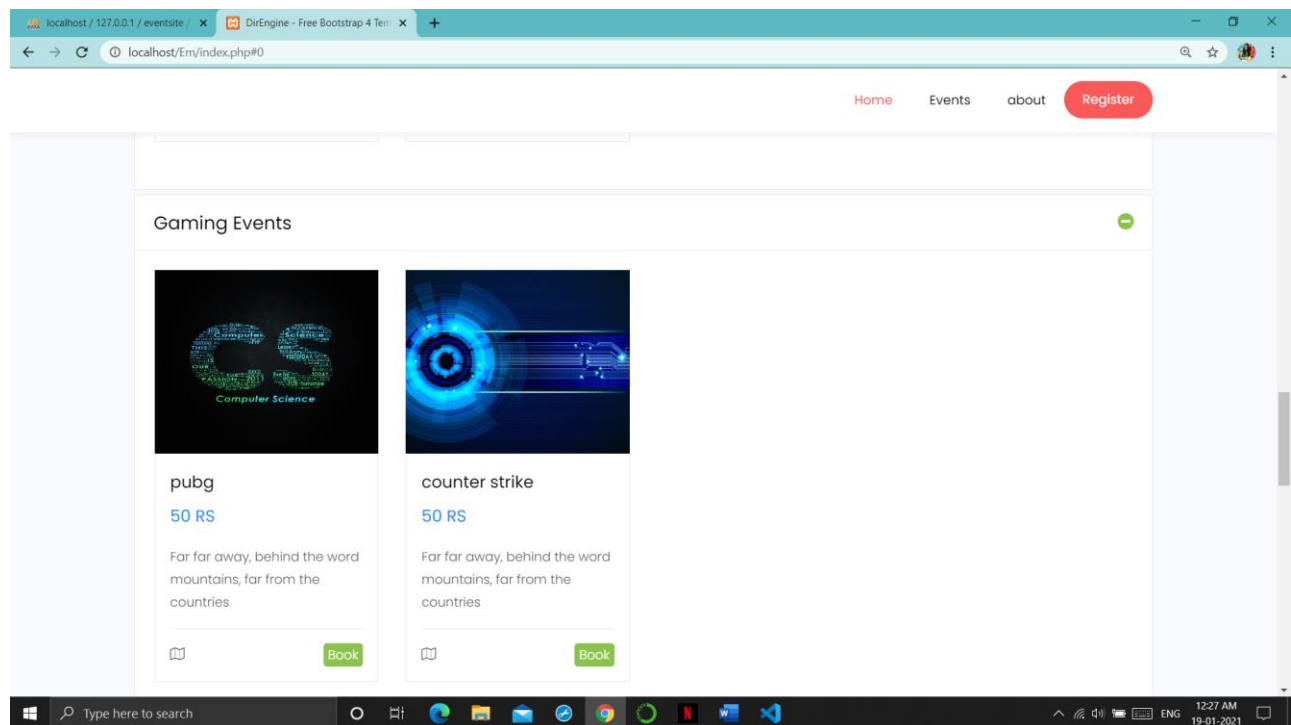 localhost / 127.0.0.1 / eventsite /
DirEngine - Free Bootstrap 4 Tem
localhost/Em/index.php#0
Home Events about Register
Gaming Events
Computer Science
CS
Computer Science
pubg
50 RS
Far far away, behind the word
mountains, far from the
countries
Book
counter strike
50 RS
Far far away, behind the word
mountains, far from the
countries
Book
Type here to search
ENG
12:27 AM
19-01-2021